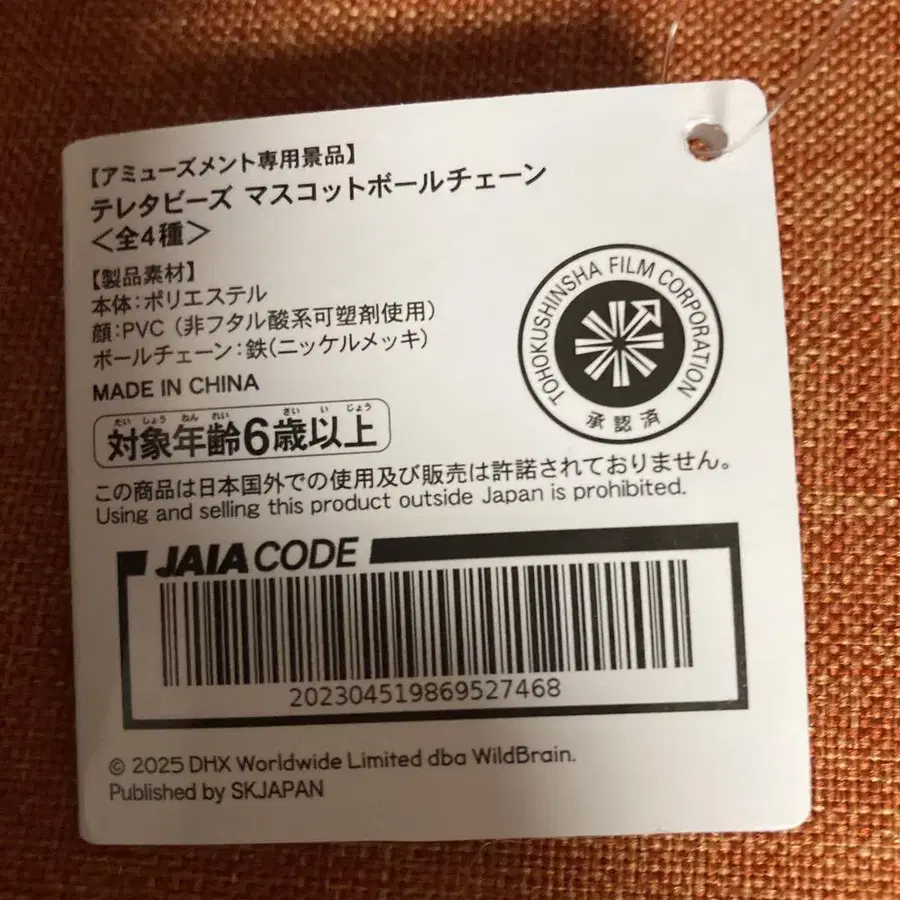 【アミューズメント専用景品】
テレタビーズ マスコットボールチェーン
＜全4種＞
【製品素材】
本体：ポリエステル
顔：PVC（非フタル酸系可塑剤使用）
ボールチェーン：鉄(ニッケルメッキ)
MADE IN CHINA
たいしょうねんれい さいいじょう
対象年齢6歳以上
TOHOKUSHINSHA FILM CORPORATION
承認済
この商品は日本国外での使用及び販売は許諾されておりません。
Using and selling this product outside Japan is prohibited.
JAIA CODE
202304519869527468
© 2025 DHX Worldwide Limited dba WildBrain.
Published by SKJAPAN